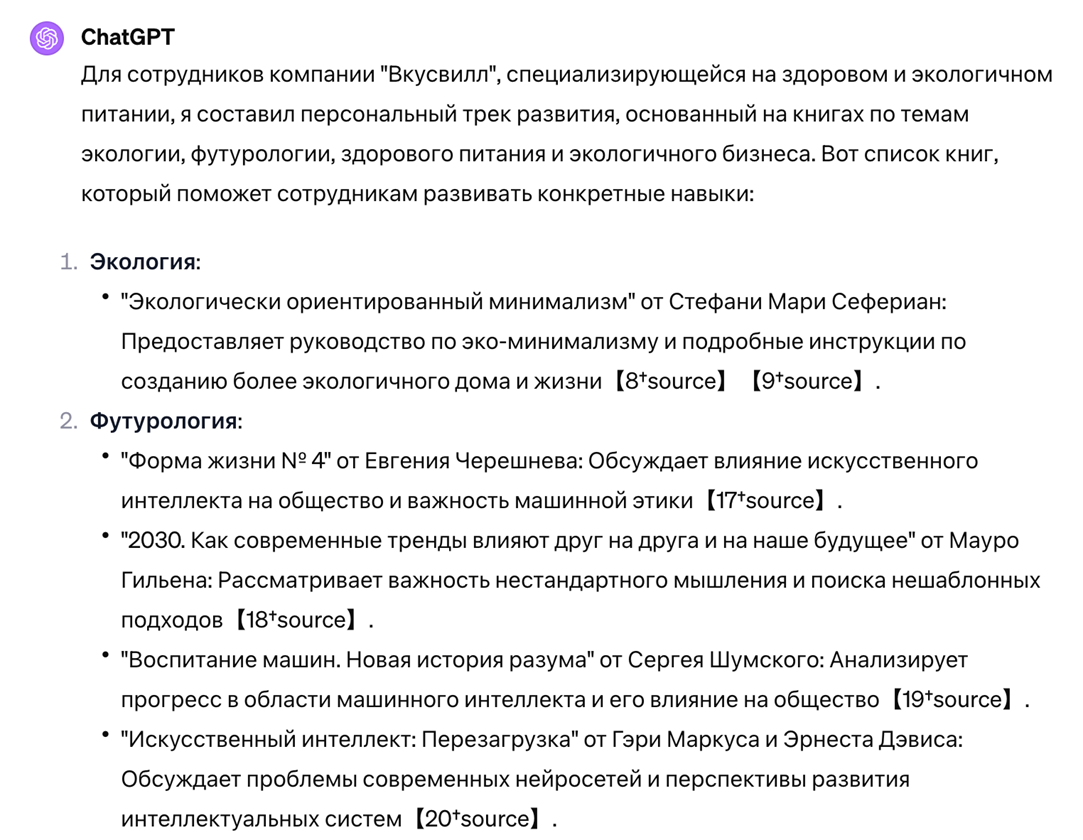 ChatGPT
Для сотрудников компании "Вкусвилл", специализирующейся на здоровом и экологичном
питании, я составил персональный трек развития, основанный на книгах по темам
экологии, футурологии, здорового питания и экологичного бизнеса. Вот список книг,
который поможет сотрудникам развивать конкретные навыки:
1. Экология:
• "Экологически ориентированный минимализм" от Стефани Мари Сефериан:
Предоставляет руководство по эко-минимализму и подробные инструкции по
созданию более экологичного дома и жизни【8†source】【9†source】.
2. Футурология:
• "Форма жизни № 4" от Евгения Черешнева: Обсуждает влияние искусственного
интеллекта на общество и важность машинной этики【17†source】.
• "2030. Как современные тренды влияют друг на друга и на наше будущее" от Мауро
Гильена: Рассматривает важность нестандартного мышления и поиска нешаблонных
подходов【18†source】.
• "Воспитание машин. Новая история разума" от Сергея Шумского: Анализирует
прогресс в области машинного интеллекта и его влияние на общество【19†source】.
• "Искусственный интеллект: Перезагрузка" от Гэри Маркуса и Эрнеста Дэвиса:
Обсуждает проблемы современных нейросетей и перспективы развития
интеллектуальных систем【20†source】.